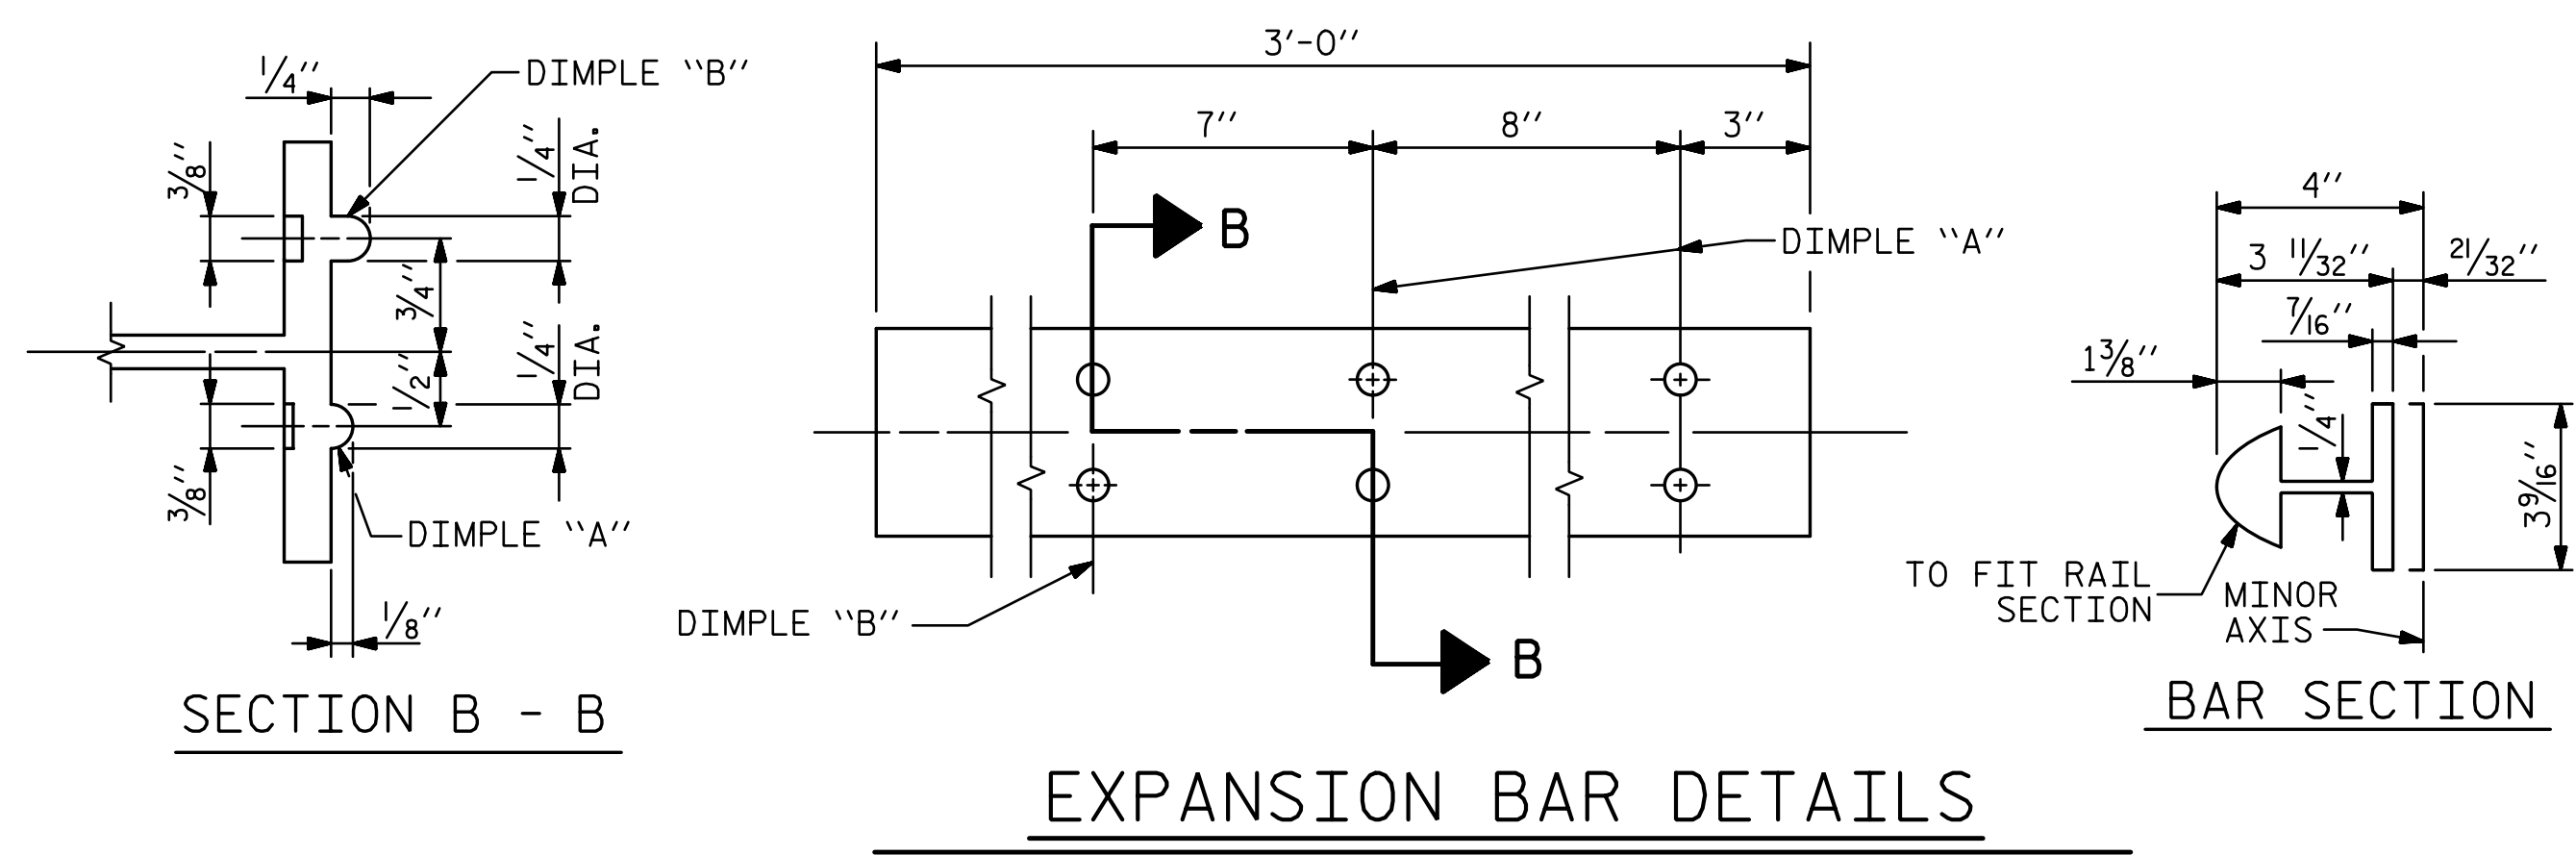 1/4''
DIMPLE ``B''
3/8''
1/4'' DIA.
3/4''
1/2''
1/4'' DIA.
3/8''
DIMPLE ``A''
1/8''
SECTION B - B
3'-0''
7''
8''
3''
B
DIMPLE ``A''
DIMPLE ``B''
B
4''
3 11/32''
21/32''
7/16''
1 3/8''
1/4''
3 9/16''
TO FIT RAIL
SECTION
MINOR
AXIS
BAR SECTION
EXPANSION BAR DETAILS